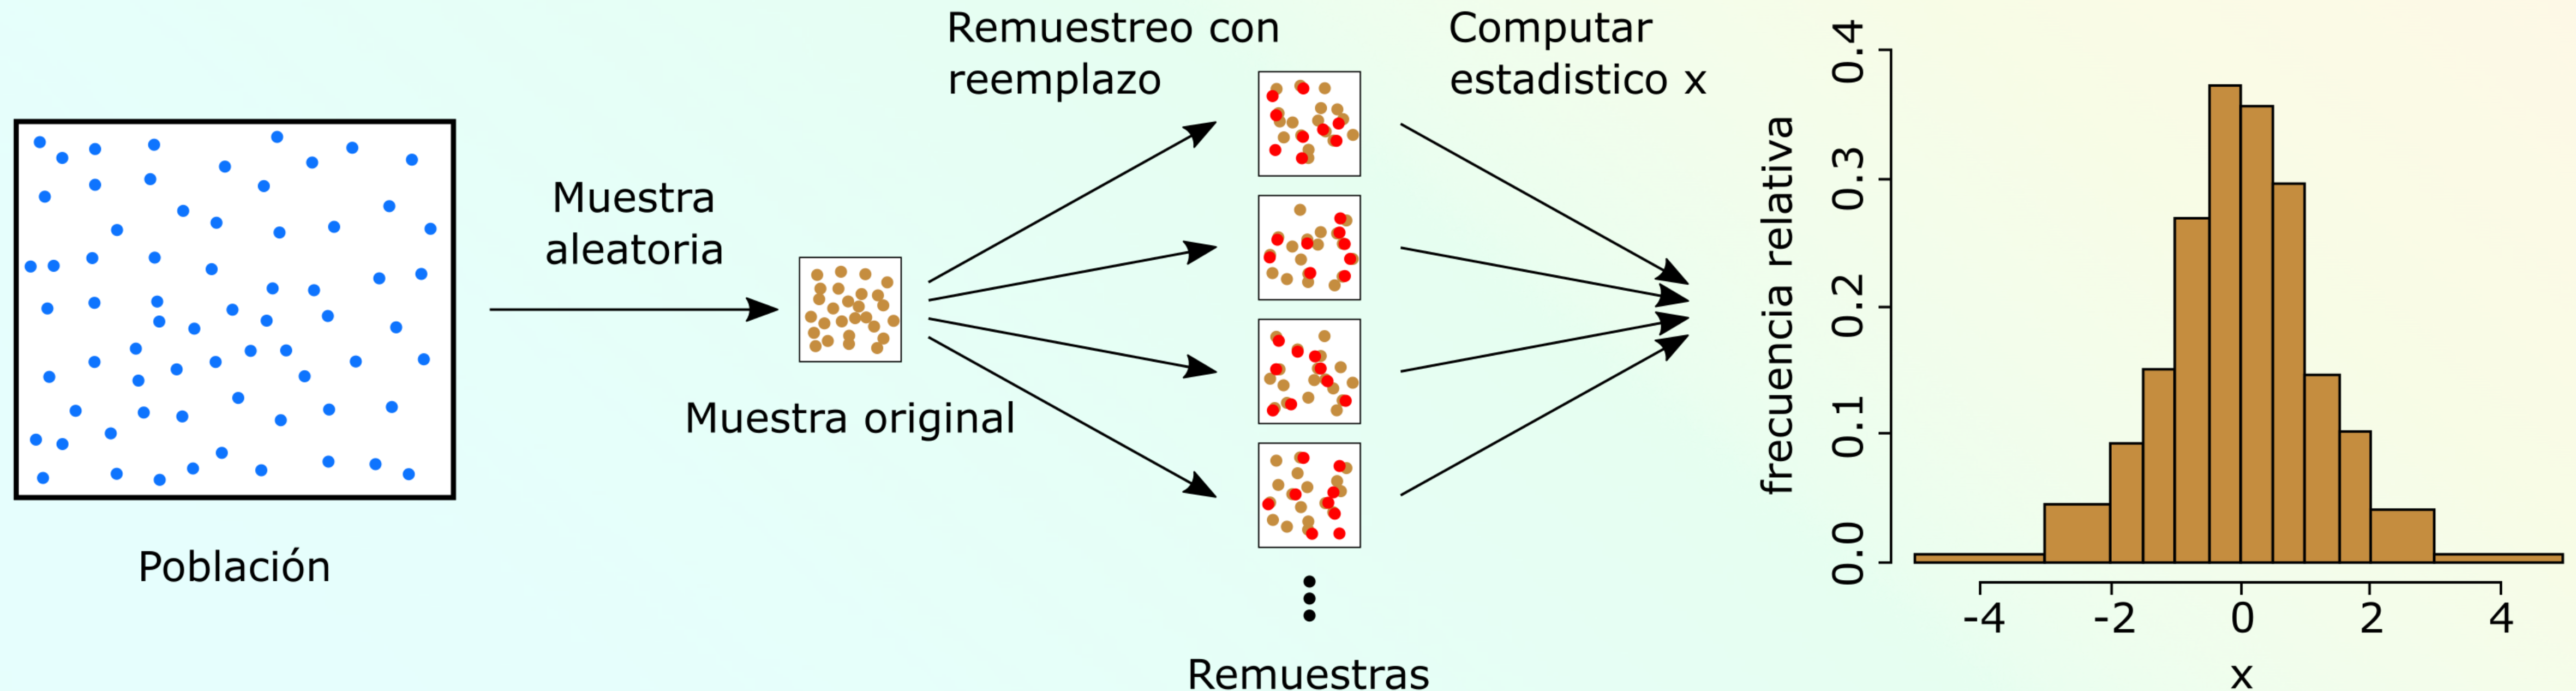 Población
Muestra
aleatoria
Muestra original
Remuestreo con
reemplazo
Remuestras
Computar
estadistico x
frecuencia relativa
0.0 0.1 0.2 0.3 0.4
-4 -2 0 2 4
x